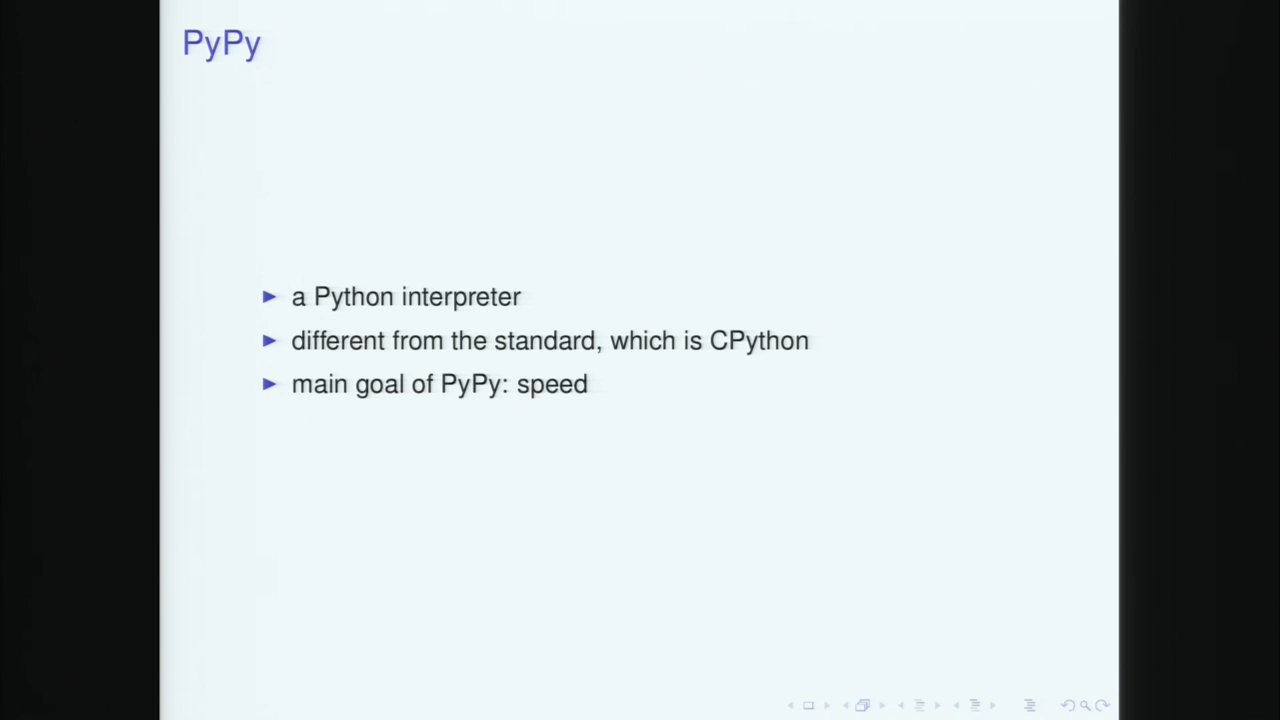 PyPy
a Python interpreter
different from the standard, which is CPython
main goal of PyPy: speed